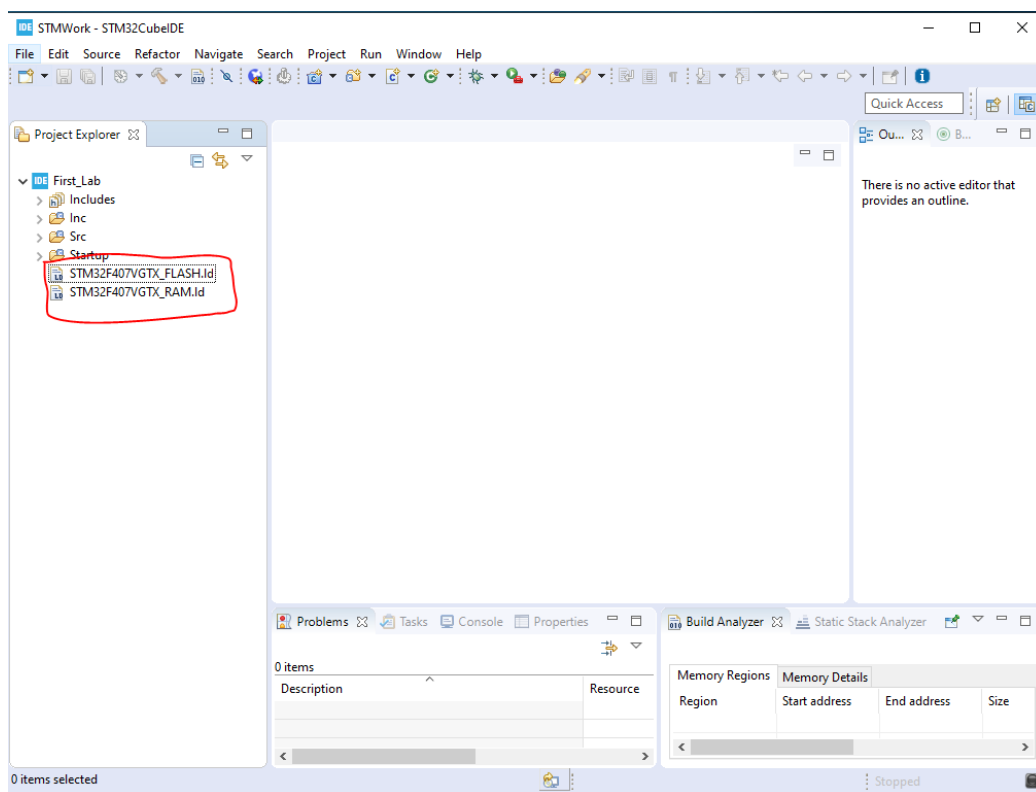 IDE STMWork - STM32CubeIDE
File Edit Source Refactor Navigate Search Project Run Window Help
Quick Access
Project Explorer
Ou... B...
IDE First_Lab
Includes
Inc
Src
Startup
STM32F407VGTX_FLASH.ld
STM32F407VGTX_RAM.ld
There is no active editor that
provides an outline.
Problems Tasks Console Properties
Build Analyzer Static Stack Analyzer
0 items
Description Resource
Memory Regions Memory Details
Region Start address End address Size
0 items selected
Stopped